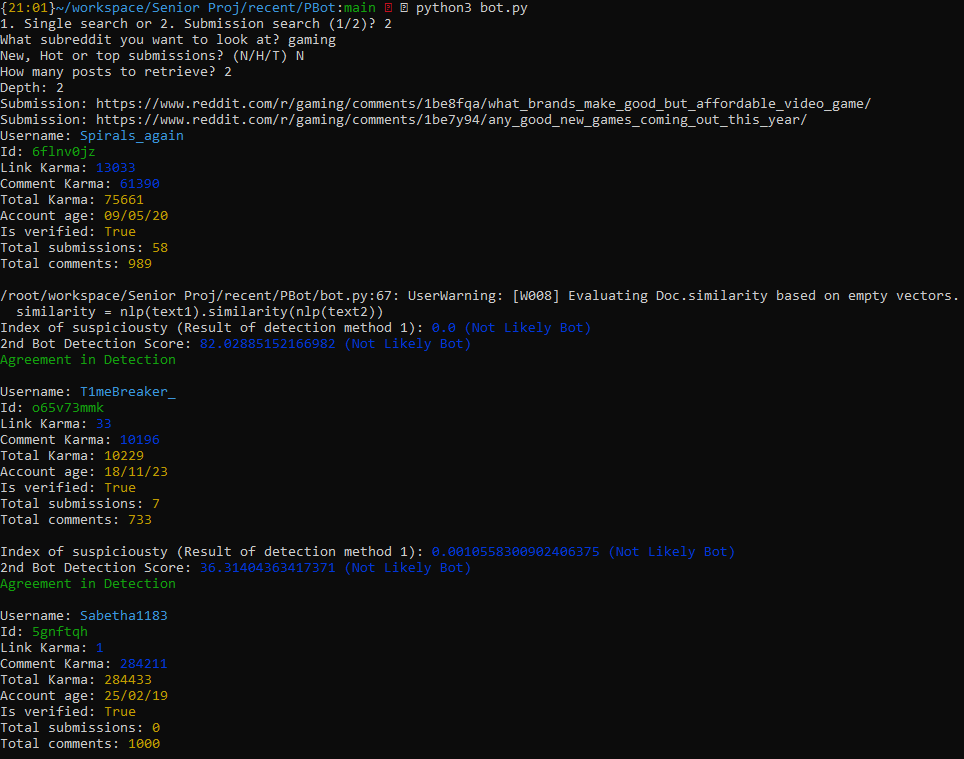 {21:01}~/workspace/Senior Proj/recent/PBot:main python3 bot.py
1. Single search or 2. Submission search (1/2)? 2
What subreddit you want to look at? gaming
New, Hot or top submissions? (N/H/T) N
How many posts to retrieve? 2
Depth: 2
Submission: https://www.reddit.com/r/gaming/comments/1be8fqa/what_brands_make_good_but_affordable_video_game/
Submission: https://www.reddit.com/r/gaming/comments/1be7y94/any_good_new_games_coming_out_this_year/
Username: Spirals_again
Id: 6flnv0jz
Link Karma: 13033
Comment Karma: 61390
Total Karma: 75661
Account age: 09/05/20
Is verified: True
Total submissions: 58
Total comments: 989
/root/workspace/Senior Proj/recent/PBot/bot.py:67: UserWarning: [W008] Evaluating Doc.similarity based on empty vectors.
similarity = nlp(text1).similarity(nlp(text2))
Index of suspiciousty (Result of detection method 1): 0.0 (Not Likely Bot)
2nd Bot Detection Score: 82.02885152166982 (Not Likely Bot)
Agreement in Detection
Username: T1meBreaker_
Id: o65v73mmk
Link Karma: 33
Comment Karma: 10196
Total Karma: 10229
Account age: 18/11/23
Is verified: True
Total submissions: 7
Total comments: 733
Index of suspiciousty (Result of detection method 1): 0.0010558300902406375 (Not Likely Bot)
2nd Bot Detection Score: 36.31404363417371 (Not Likely Bot)
Agreement in Detection
Username: Sabetha1183
Id: 5gnftqh
Link Karma: 1
Comment Karma: 284211
Total Karma: 284433
Account age: 25/02/19
Is verified: True
Total submissions: 0
Total comments: 1000